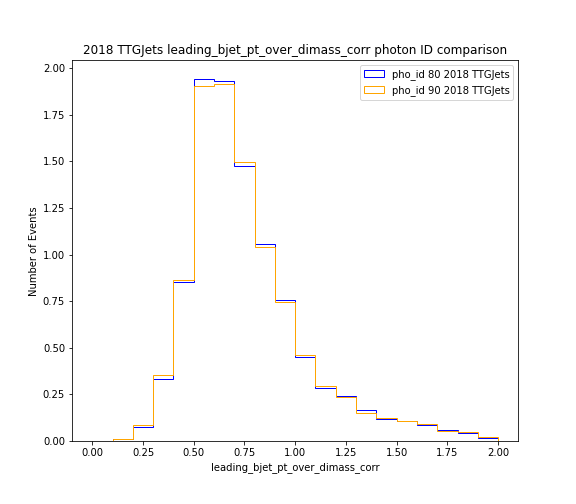 2018 TTGJets leading_bjet_pt_over_dimass_corr photon ID comparison
pho_id 80 2018 TTGJets
pho_id 90 2018 TTGJets
Number of Events
2.00
1.75
1.50
1.25
1.00
0.75
0.50
0.25
0.00
0.00 0.25 0.50 0.75 1.00 1.25 1.50 1.75 2.00
leading_bjet_pt_over_dimass_corr